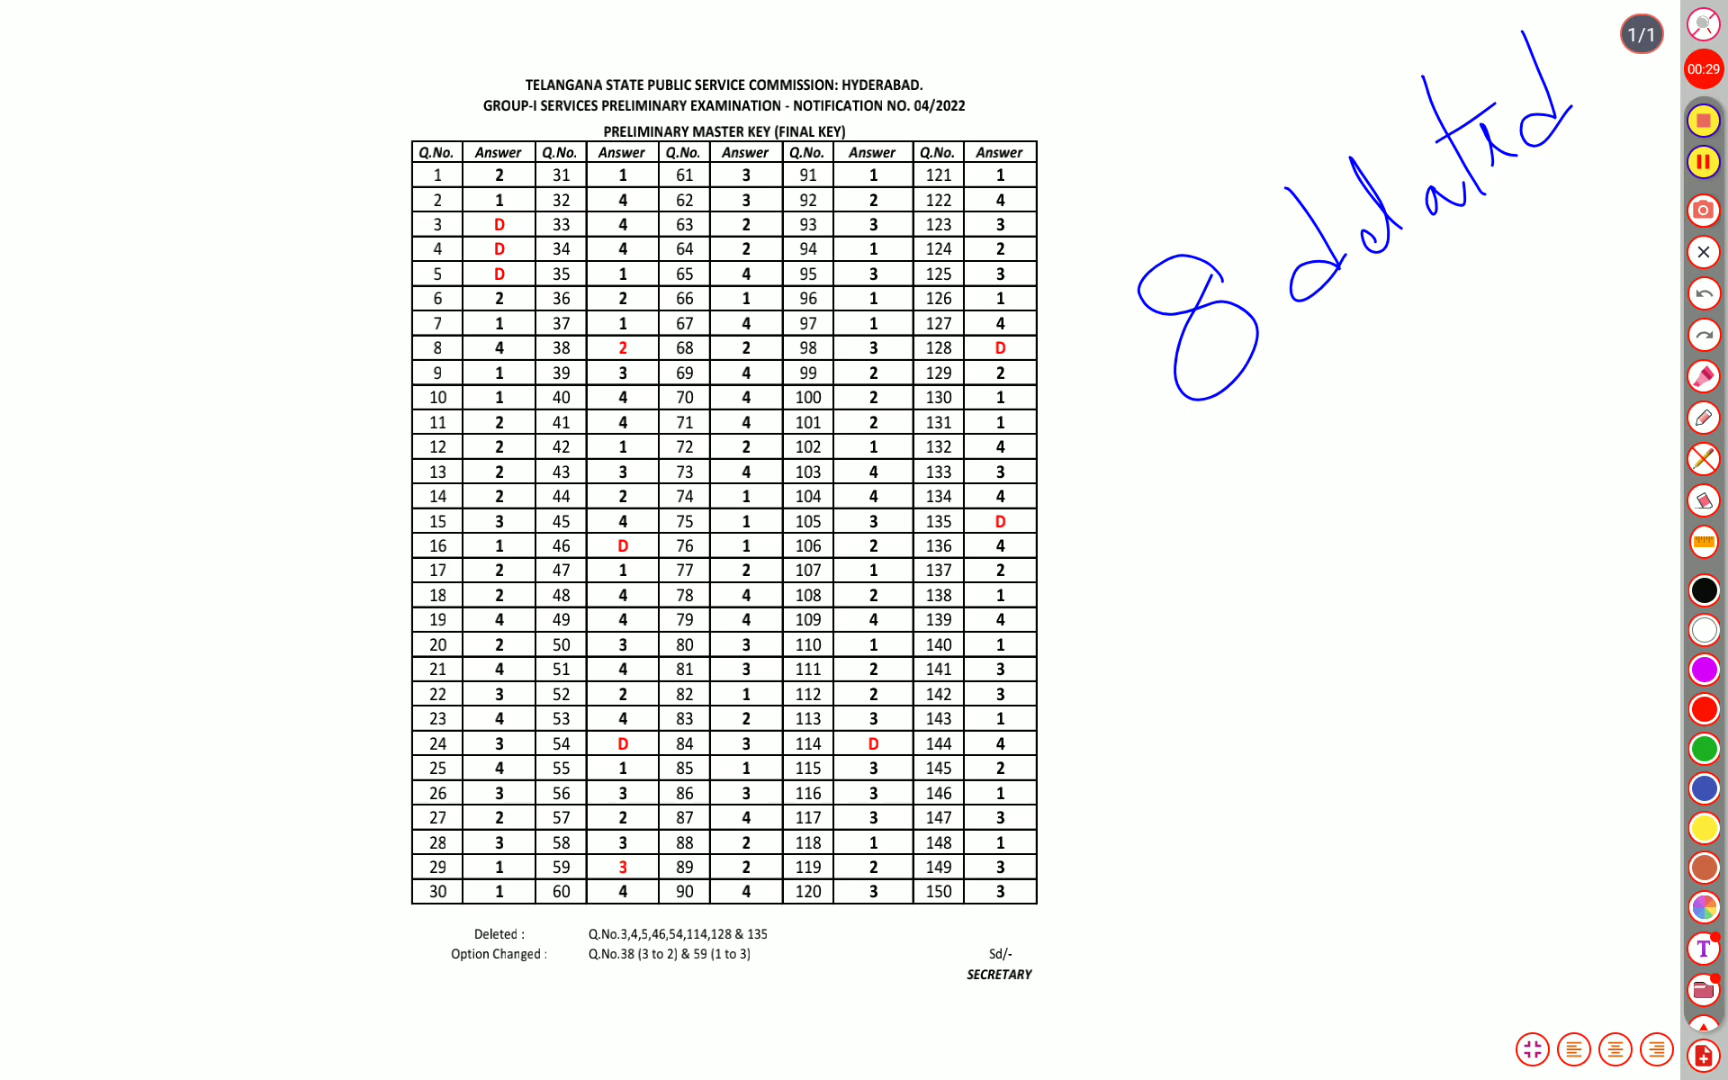 1/1
00:29
TELANGANA STATE PUBLIC SERVICE COMMISSION: HYDERABAD.
GROUP-I SERVICES PRELIMINARY EXAMINATION - NOTIFICATION NO. 04/2022
PRELIMINARY MASTER KEY (FINAL KEY)
Q.No. Answer Q.No. Answer Q.No. Answer Q.No. Answer Q.No. Answer
1 2 31 1 61 3 91 1 121 1
2 1 32 4 62 3 92 2 122 4
3 D 33 4 63 2 93 3 123 3
4 D 34 4 64 2 94 1 124 2
5 D 35 1 65 4 95 3 125 3
6 2 36 2 66 1 96 1 126 1
7 1 37 1 67 4 97 1 127 4
8 4 38 2 68 2 98 3 128 D
9 1 39 3 69 4 99 2 129 2
10 1 40 4 70 4 100 2 130 1
11 2 41 4 71 4 101 2 131 1
12 2 42 1 72 2 102 1 132 4
13 2 43 3 73 4 103 4 133 3
14 2 44 2 74 1 104 4 134 4
15 3 45 4 75 1 105 3 135 D
16 1 46 D 76 1 106 2 136 4
17 2 47 1 77 2 107 1 137 2
18 2 48 4 78 4 108 2 138 1
19 4 49 4 79 4 109 4 139 4
20 2 50 3 80 3 110 1 140 1
21 4 51 4 81 3 111 2 141 3
22 3 52 2 82 1 112 2 142 3
23 4 53 4 83 2 113 3 143 1
24 3 54 D 84 3 114 D 144 4
25 4 55 1 85 1 115 3 145 2
26 3 56 3 86 3 116 3 146 1
27 2 57 2 87 4 117 3 147 3
28 3 58 3 88 2 118 1 148 1
29 1 59 3 89 2 119 2 149 3
30 1 60 4 90 4 120 3 150 3
Deleted : Q.No.3,4,5,46,54,114,128 & 135
Option Changed : Q.No.38 (3 to 2) & 59 (1 to 3)
Sd/-
SECRETARY
8
T